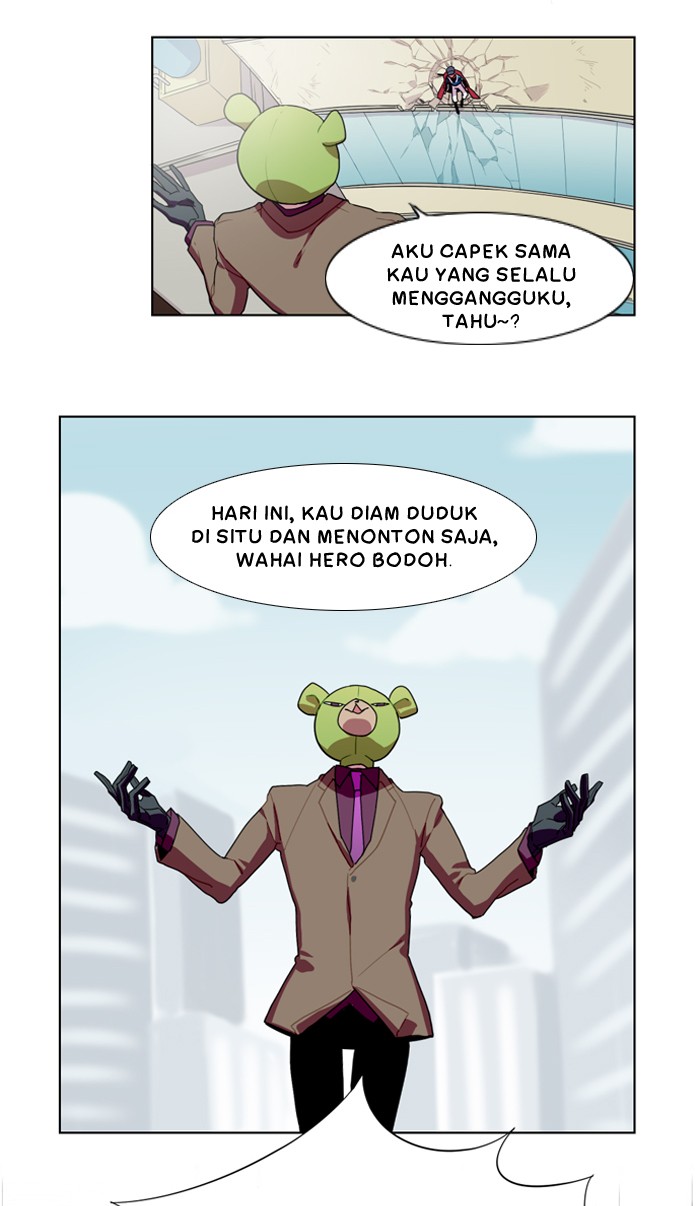 AKU CAPEK SAMA
KAU YANG SELALU
MENGGANGGUKU,
TAHU~?
HARI INI, KAU DIAM DUDUK
DI SITU DAN MENONTON SAJA,
WAHAI HERO BODOH.